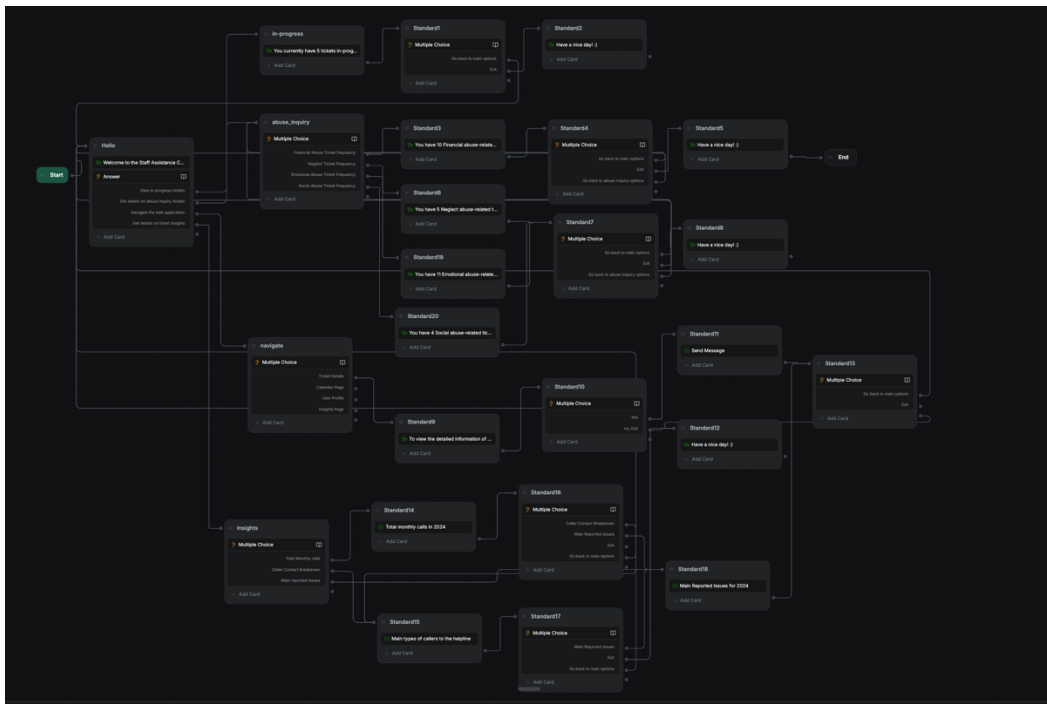 Start
Hello
Welcome to the Staff Assistance C...
Answer
View in-progress tickets
Get details on abuse inquiry tickets
Navigate the web application
Get details on ticket insights
Add Card
in-progress
You currently have 5 tickets in-prog...
Add Card
Standard1
Multiple Choice
Go back to main options
Exit
Add Card
Standard2
Have a nice day! :)
Add Card
abuse_inquiry
Multiple Choice
Financial Abuse Ticket Frequency
Neglect Ticket Frequency
Emotional Abuse Ticket Frequency
Social Abuse Ticket Frequency
Add Card
Standard3
You have 10 Financial abuse-relate...
Add Card
Standard4
Multiple Choice
Go back to main options
Exit
Go back to abuse inquiry options
Add Card
Standard5
Have a nice day! :)
Add Card
End
Standard6
You have 5 Neglect abuse-related t...
Add Card
Standard7
Multiple Choice
Go back to main options
Exit
Go back to abuse inquiry options
Add Card
Standard8
Have a nice day! :)
Add Card
Standard19
You have 11 Emotional abuse-relate...
Add Card
Standard20
You have 4 Social abuse-related tic...
Add Card
navigate
Multiple Choice
Ticket Details
Calendar Page
User Profile
Insights Page
Add Card
Standard9
To view the detailed information of ...
Add Card
Standard10
Multiple Choice
Yes
no, Exit
Add Card
Standard11
Send Message
Add Card
Standard12
Have a nice day! :)
Add Card
Standard13
Multiple Choice
Go back to main options
Exit
Add Card
Insights
Multiple Choice
Total Monthly calls
Caller Contact Breakdown
Main reported issues
Add Card
Standard14
Total monthly calls in 2024
Add Card
Standard16
Multiple Choice
Caller Contact Breakdown
Main Reported Issues
Exit
Go back to main options
Add Card
Standard18
Main Reported Issues for 2024
Add Card
Standard15
Main types of callers to the helpline
Add Card
Standard17
Multiple Choice
Main Reported Issues
Exit
Go back to main options
Add Card